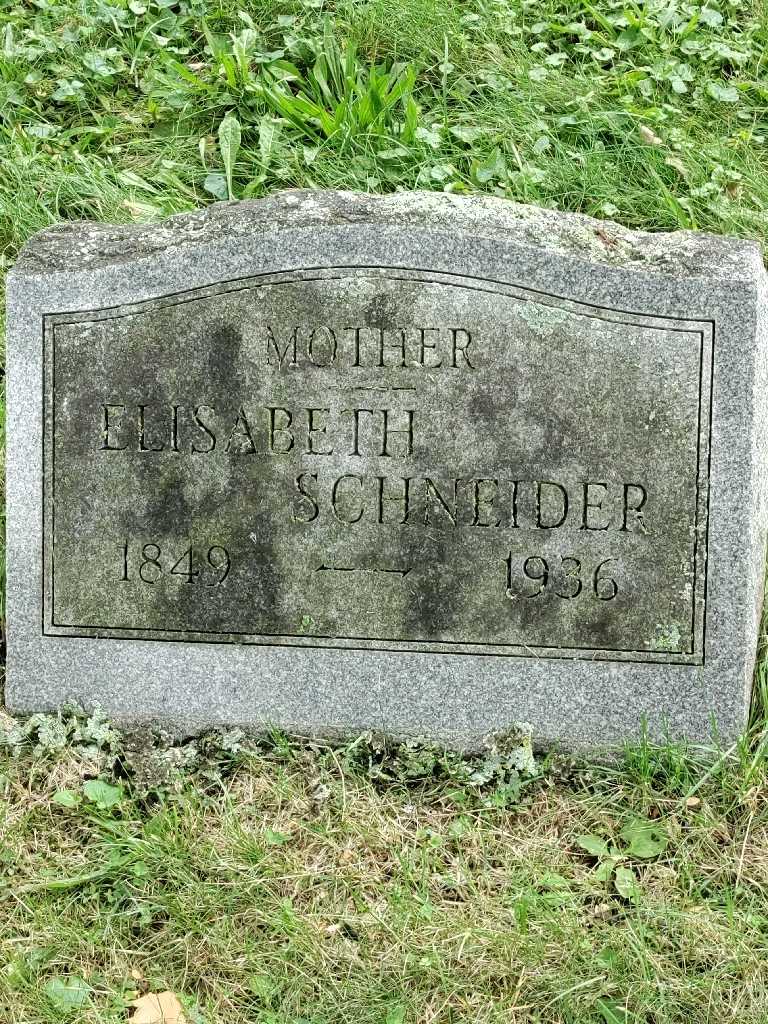 MOTHER
ELISABETH
SCHNEIDER
1849 — 1936